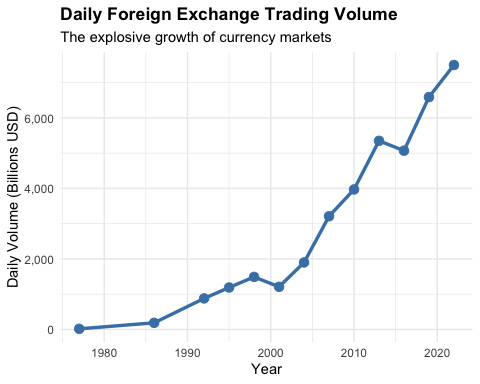 Daily Foreign Exchange Trading Volume
The explosive growth of currency markets
Daily Volume (Billions USD)
6,000
4,000
2,000
0
1980 1990 2000 2010 2020
Year